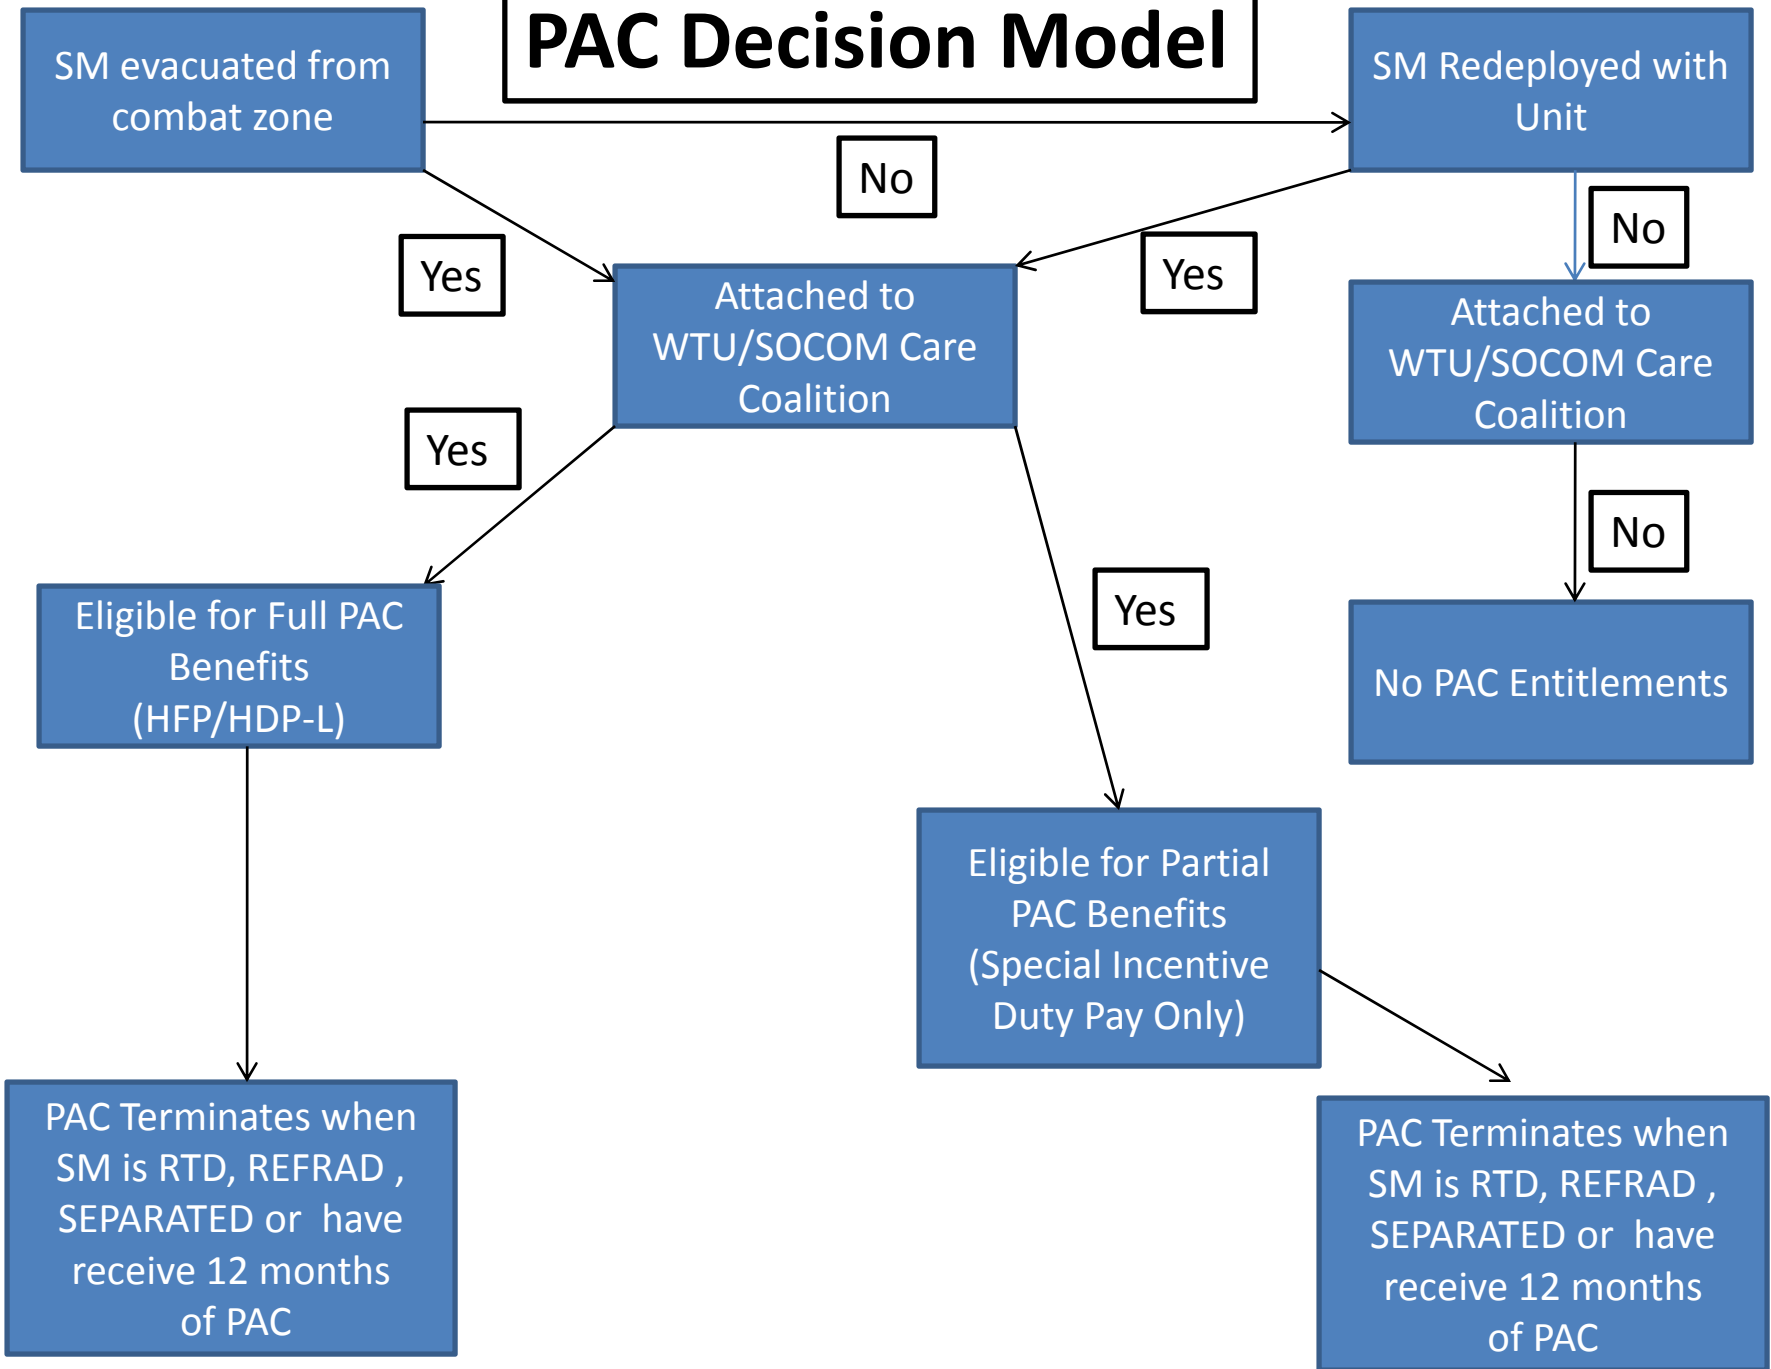 PAC Decision Model
SM evacuated from
combat zone
SM Redeployed with
Unit
No
Yes
Yes
No
Attached to
WTU/SOCOM Care
Coalition
Attached to
WTU/SOCOM Care
Coalition
Yes
Yes
No
Eligible for Full PAC
Benefits
(HFP/HDP-L)
No PAC Entitlements
Eligible for Partial
PAC Benefits
(Special Incentive
Duty Pay Only)
PAC Terminates when
SM is RTD, REFRAD ,
SEPARATED or  have
receive 12 months
of PAC
PAC Terminates when
SM is RTD, REFRAD ,
SEPARATED or  have
receive 12 months
of PAC